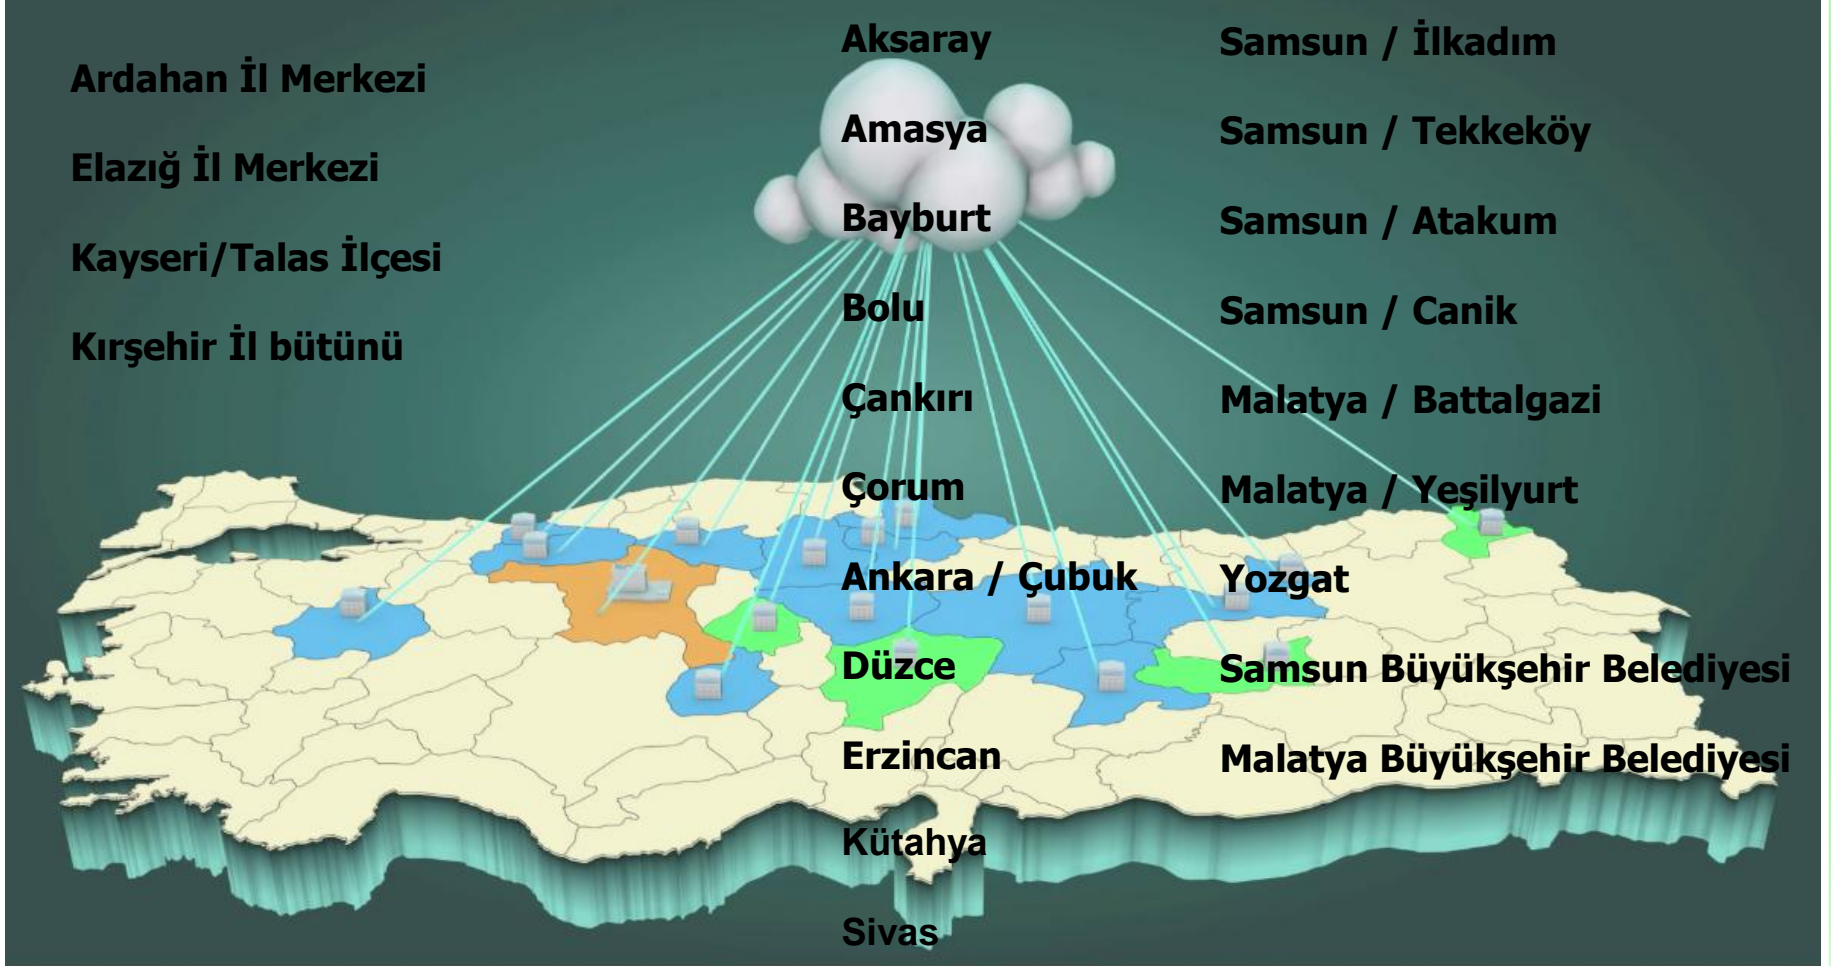 Ardahan İl Merkezi
Elazığ İl Merkezi
Kayseri/Talas İlçesi
Kırşehir İl bütünü
Aksaray
Amasya
Bayburt
Bolu
Çankırı
Çorum
Ankara / Çubuk
Düzce
Erzincan
Kütahya
Sivas
Samsun / İlkadım
Samsun / Tekkeköy
Samsun / Atakum
Samsun / Canik
Malatya / Battalgazi
Malatya / Yeşilyurt
Yozgat
Samsun Büyükşehir Belediyesi
Malatya Büyükşehir Belediyesi